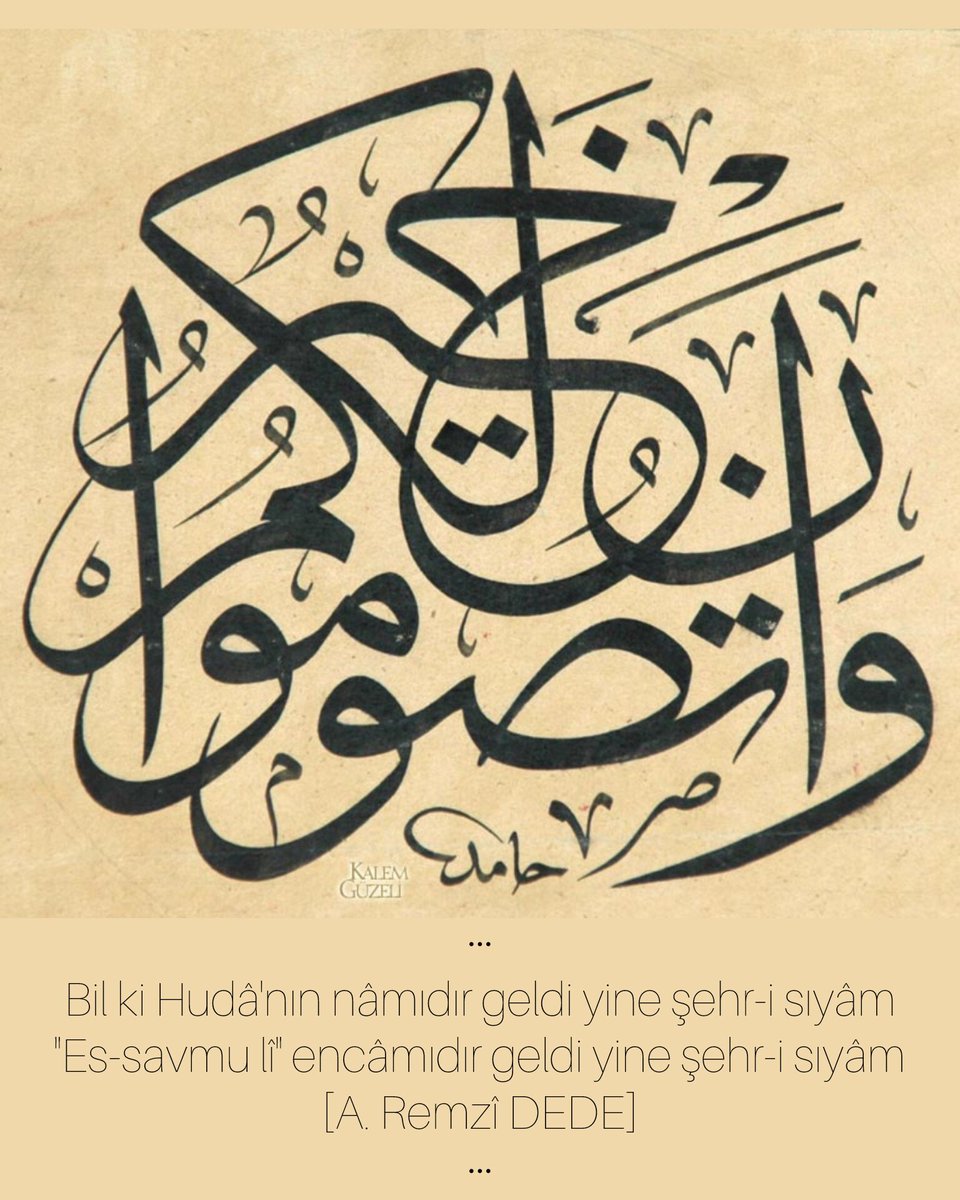 وَاَنْ تَصُومُوا خَيْرٌ لَكُمْ
حامد
KALEM
GÜZELİ
...
Bil ki Hudâ'nın nâmıdır geldi yine şehr-i sıyâm
"Es-savmu lî" encâmıdır geldi yine şehr-i sıyâm
[A. Remzî DEDE]
...